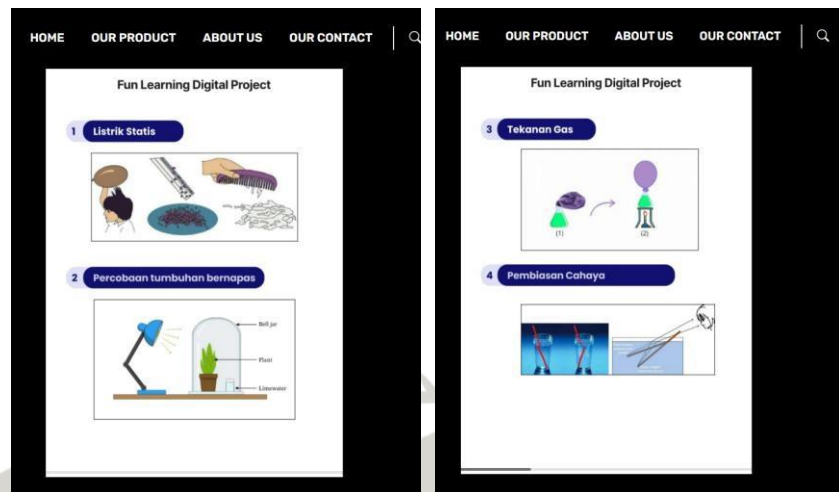 HOME OUR PRODUCT ABOUT US OUR CONTACT
Fun Learning Digital Project
1 Listrik Statis
2 Percobaan tumbuhan bernapas
Bell jar
Plant
Limewater
HOME OUR PRODUCT ABOUT US OUR CONTACT
Fun Learning Digital Project
3 Tekanan Gas
(1) (2)
4 Pembiasan Cahaya